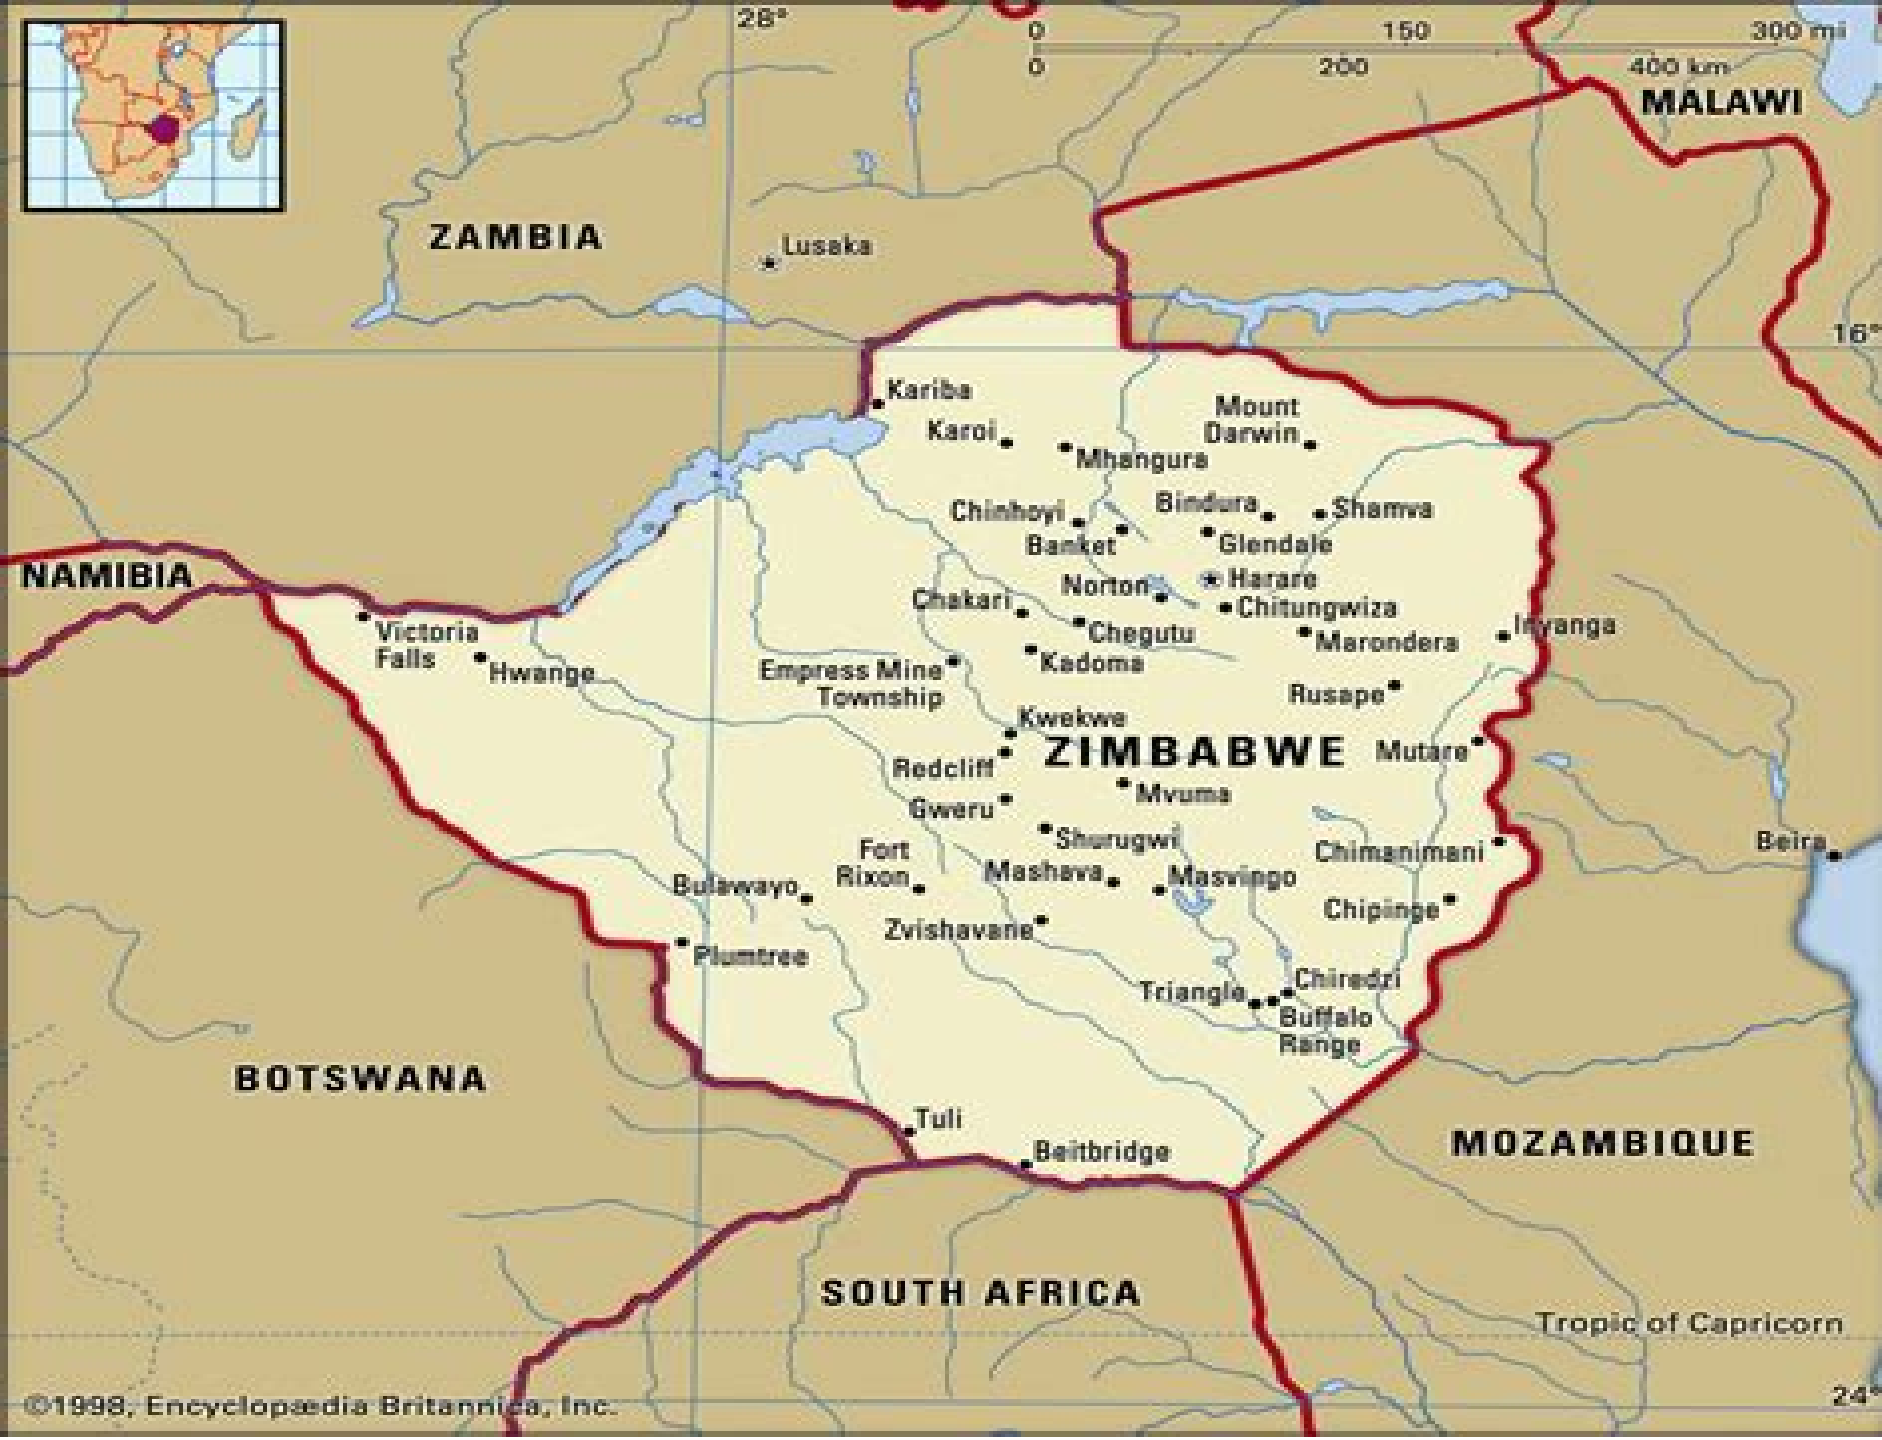 28°
0 150 300 mi
0 200 400 km
MALAWI
ZAMBIA
Lusaka
16°
Kariba
Karoi
Mount
Darwin
Mhangura
Chinhoyi
Bindura
Shamva
Banket
Glendale
NAMIBIA
Norton
Harare
Chakari
Chitungwiza
Victoria
Falls
Chegutu
Inyanga
Marondera
Hwange
Empress Mine
Township
Kadoma
Rusape
Kwekwe
ZIMBABWE
Mutare
Redcliff
Mvuma
Gweru
Shurugwi
Fort
Rixon
Chimanimani
Beira
Bulawayo
Mashava
Masvingo
Chipinge
Zvishavane
Plumtree
Triangle
Chiredzi
Buffalo
Range
BOTSWANA
Tuli
Beitbridge
MOZAMBIQUE
SOUTH AFRICA
Tropic of Capricorn
24°
©1998, Encyclopædia Britannica, Inc.